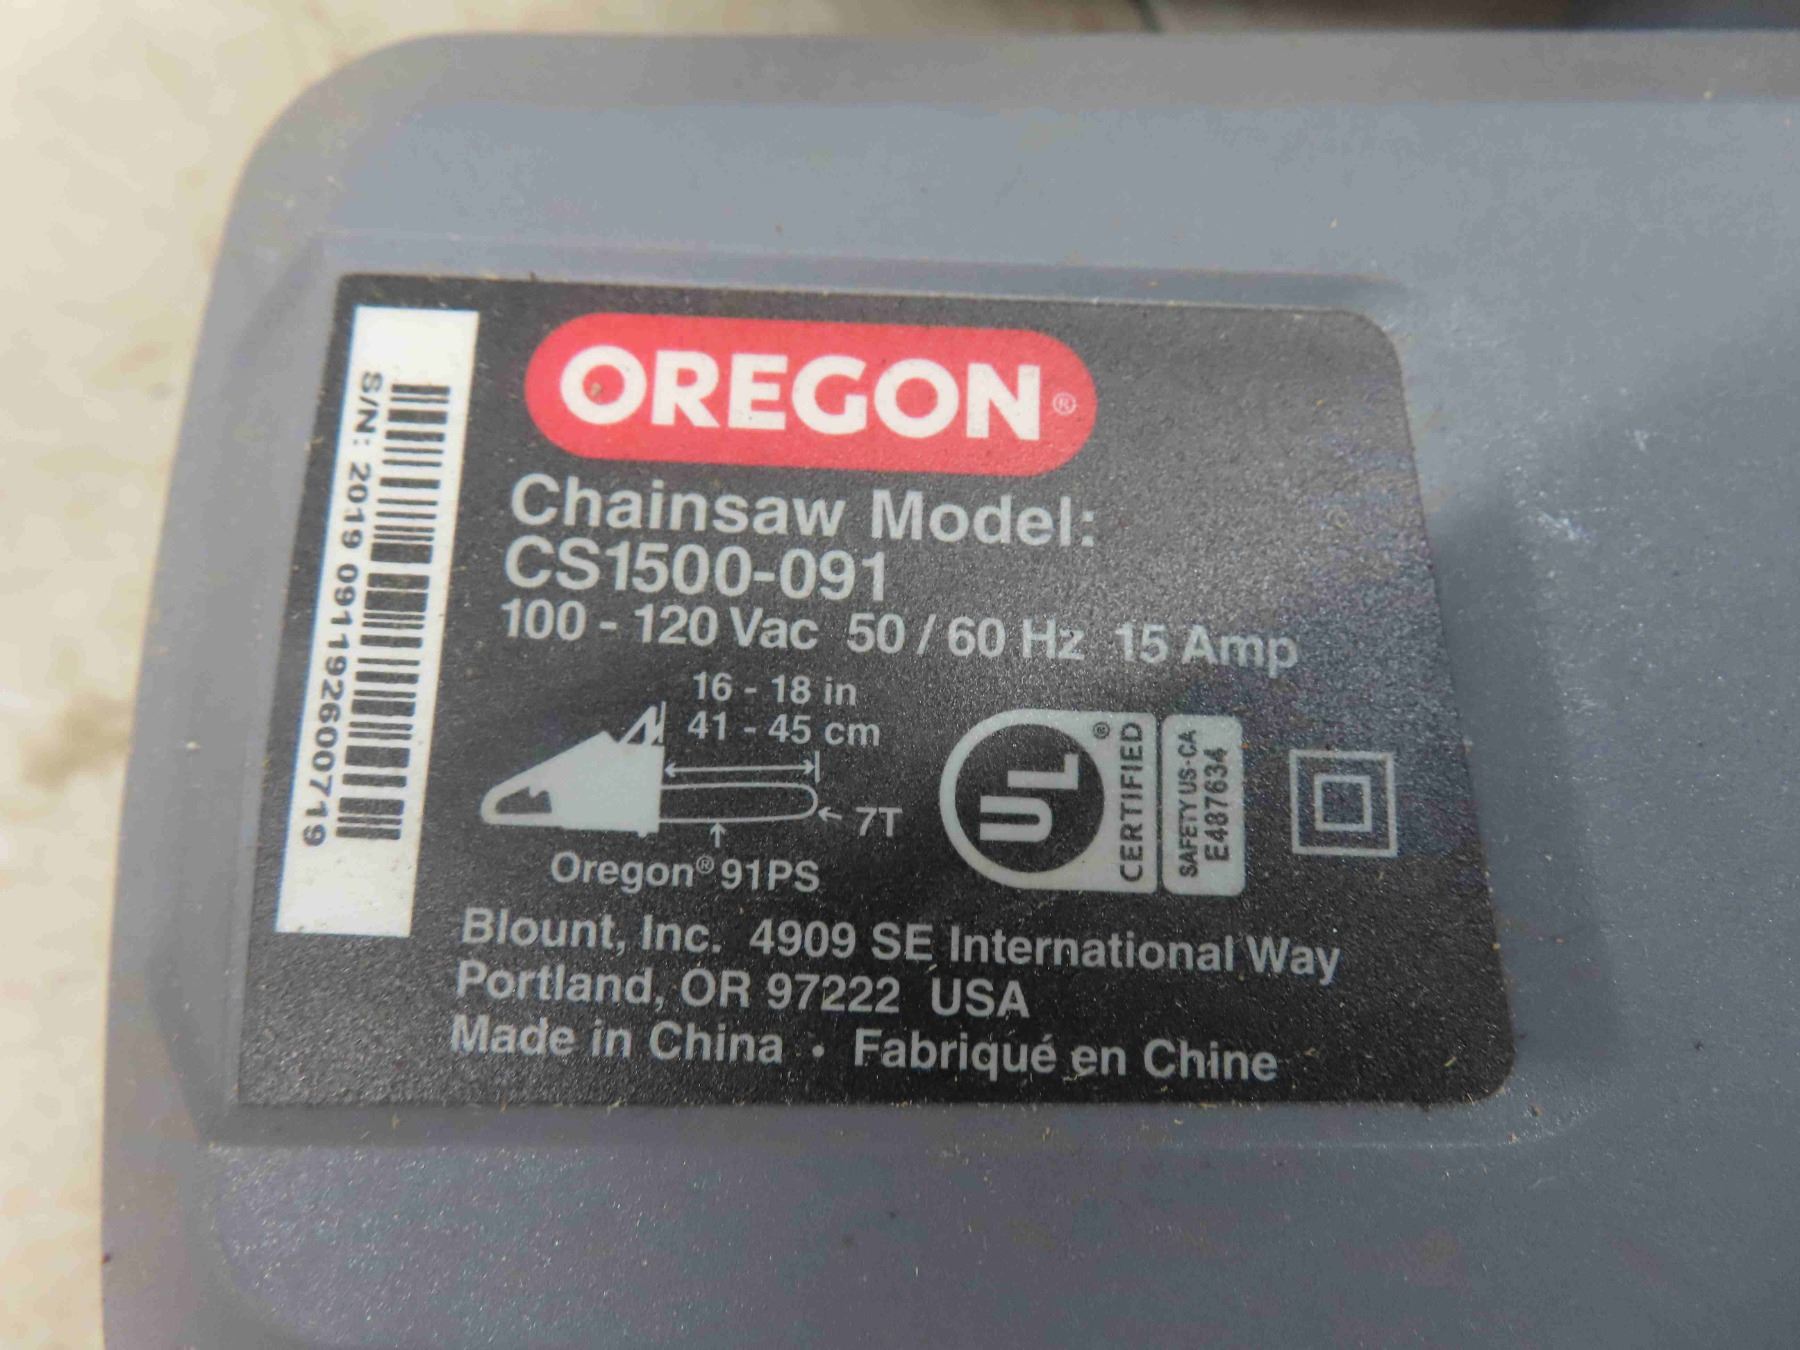 S/N: 2019 091192600719
OREGON®
Chainsaw Model:
CS1500-091
100 - 120 Vac 50 / 60 Hz 15 Amp
16 - 18 in
41 - 45 cm
7T
Oregon® 91PS
UL ®
CERTIFIED
SAFETY US-CA
E487634
Blount, Inc. 4909 SE International Way
Portland, OR 97222 USA
Made in China • Fabriqué en Chine